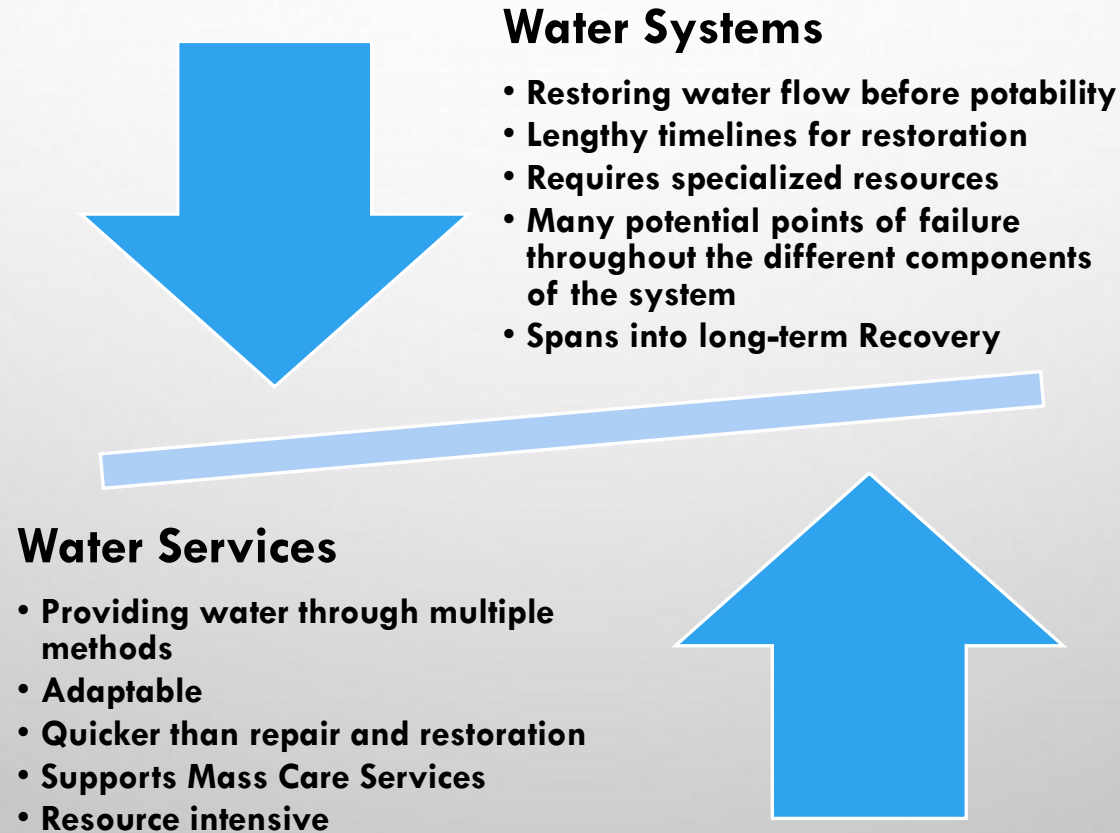 Water Systems
• Restoring water flow before potability
• Lengthy timelines for restoration
• Requires specialized resources
• Many potential points of failure
throughout the different components
of the system
• Spans into long-term Recovery
Water Services
• Providing water through multiple
methods
• Adaptable
• Quicker than repair and restoration
• Supports Mass Care Services
• Resource intensive